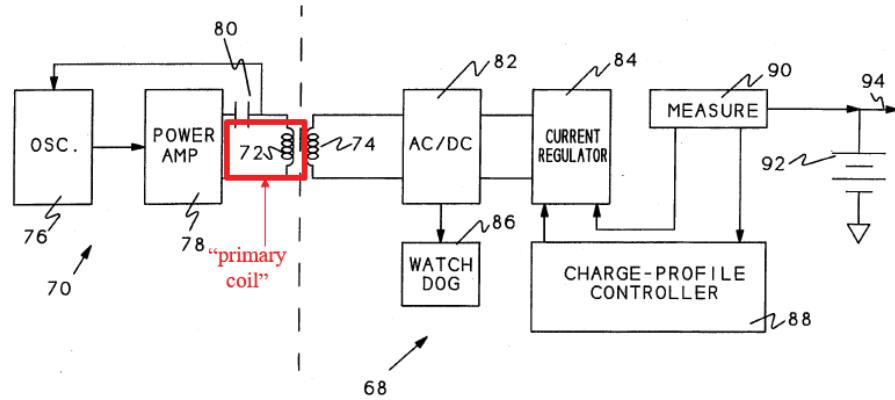 80
82
84
90
94
OSC.
POWER
AMP
72
74
AC/DC
CURRENT
REGULATOR
MEASURE
92
76
78
“primary
coil”
86
70
WATCH
DOG
CHARGE-PROFILE
CONTROLLER
88
68